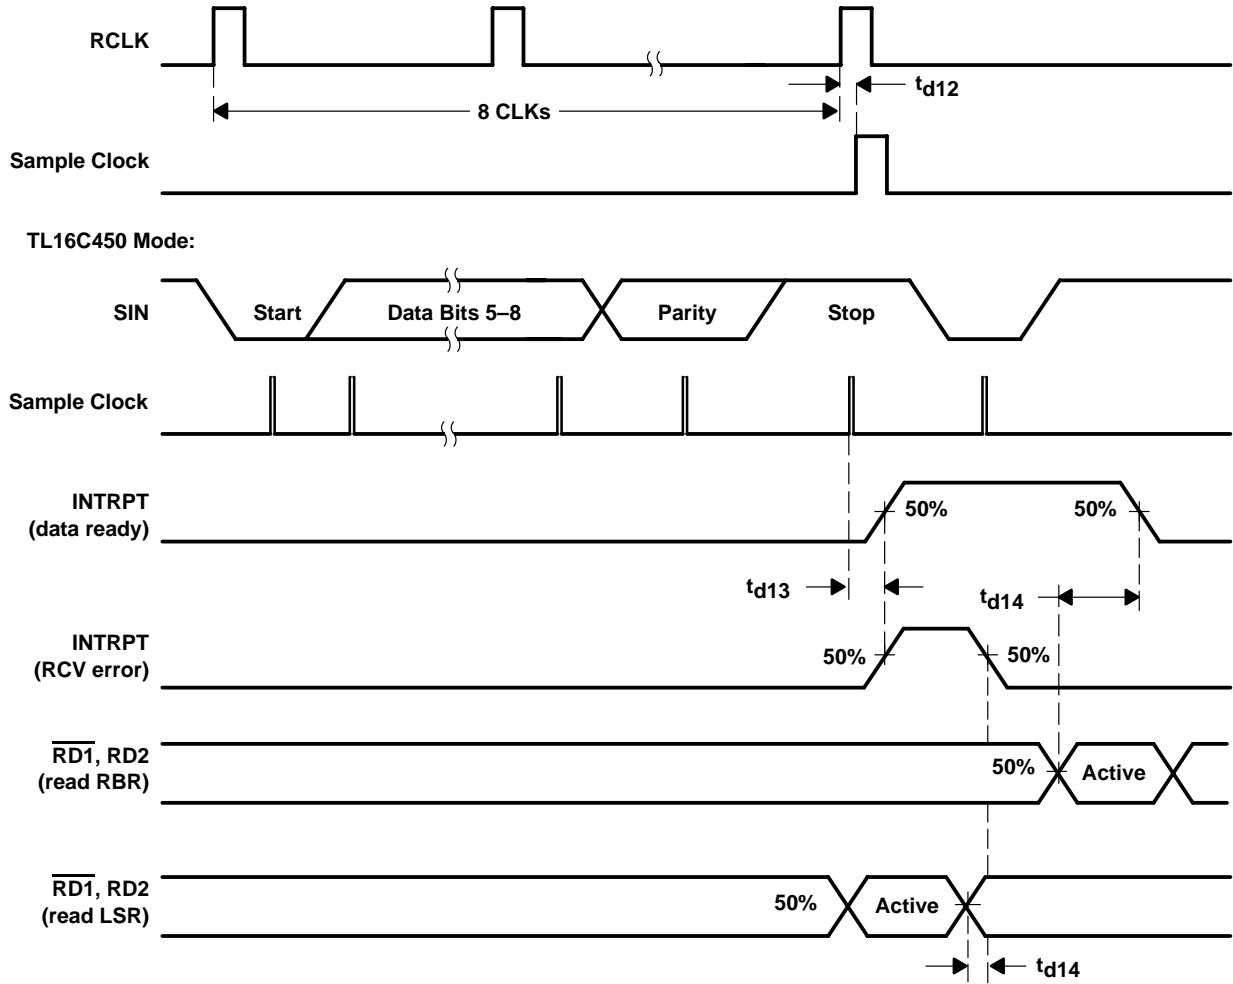 RCLK
td12
8 CLKs
Sample Clock
TL16C450 Mode:
SIN
Start
Data Bits 5–8
Parity
Stop
Sample Clock
INTRPT
(data ready)
50%
50%
td13
td14
INTRPT
(RCV error)
50%
50%
RD1, RD2
(read RBR)
50%
Active
RD1, RD2
(read LSR)
50%
Active
td14